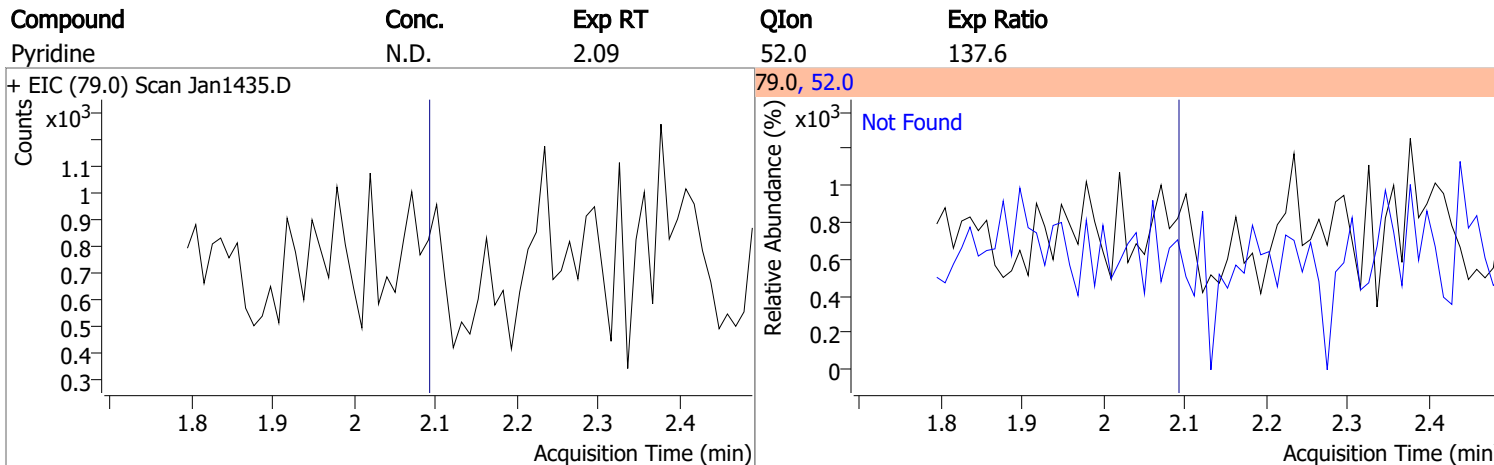 Compound Conc. Exp RT QIon Exp Ratio
Pyridine N.D. 2.09 52.0 137.6
+ EIC (79.0) Scan Jan1435.D
Counts
x10³
1.1
1
0.9
0.8
0.7
0.6
0.5
0.4
0.3
1.8 1.9 2 2.1 2.2 2.3 2.4
Acquisition Time (min)
79.0, 52.0
Relative Abundance (%)
x10³
Not Found
1
0.8
0.6
0.4
0.2
0
1.8 1.9 2 2.1 2.2 2.3 2.4
Acquisition Time (min